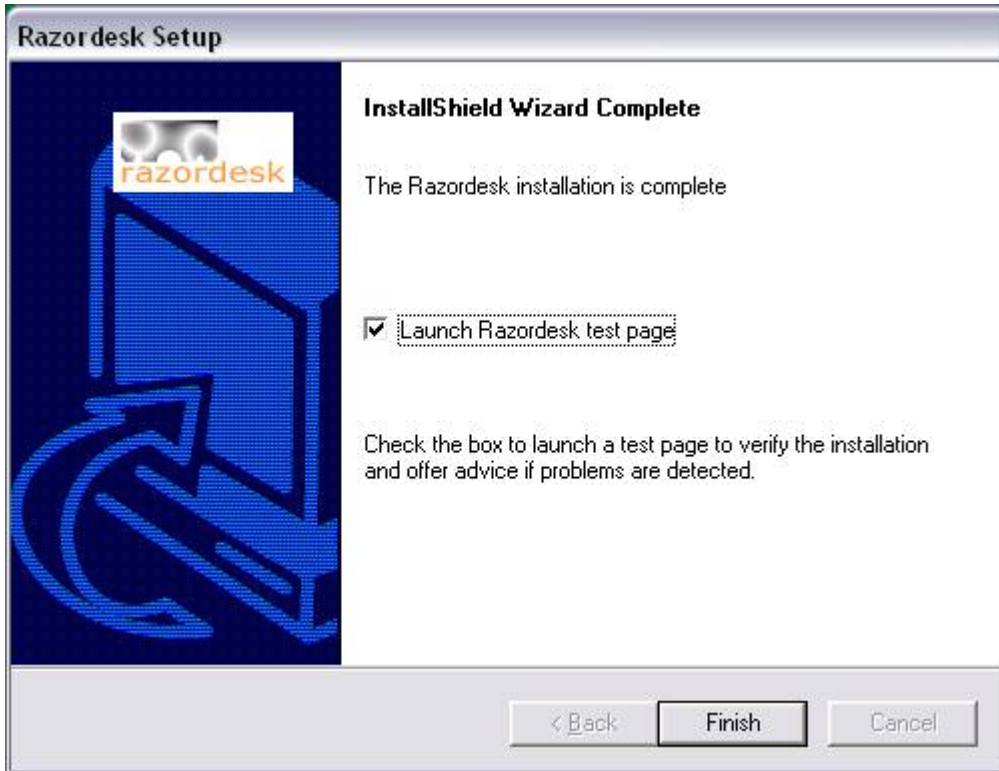 Razordesk Setup
razordesk
InstallShield Wizard Complete
The Razordesk installation is complete
Launch Razordesk test page
Check the box to launch a test page to verify the installation
and offer advice if problems are detected.
< Back Finish Cancel